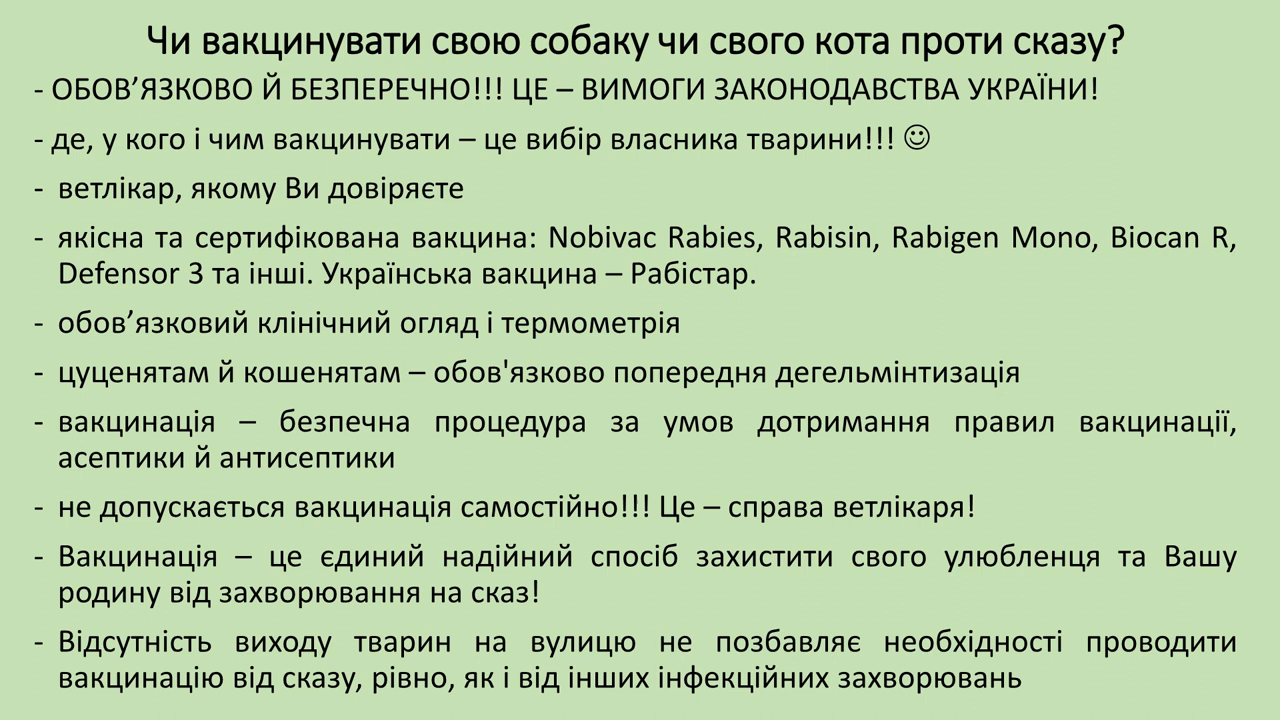 Чи вакцинувати свою собаку чи свого кота проти сказу?
- ОБОВ’ЯЗКОВО Й БЕЗПЕРЕЧНО!!! ЦЕ – ВИМОГИ ЗАКОНОДАВСТВА УКРАЇНИ!
- де, у кого і чим вакцинувати – це вибір власника тварини!!! ☺
- ветлікар, якому Ви довіряєте
- якісна та сертифікована вакцина: Nobivac Rabies, Rabisin, Rabigen Mono, Biocan R,
Defensor 3 та інші. Українська вакцина – Рабістар.
- обов’язковий клінічний огляд і термометрія
- цуценятам й кошенятам – обов'язково попередня дегельмінтизація
- вакцинація – безпечна процедура за умов дотримання правил вакцинації,
асептики й антисептики
- не допускається вакцинація самостійно!!! Це – справа ветлікаря!
- Вакцинація – це єдиний надійний спосіб захистити свого улюбленця та Вашу
родину від захворювання на сказ!
- Відсутність виходу тварин на вулицю не позбавляє необхідності проводити
вакцинацію від сказу, рівно, як і від інших інфекційних захворювань